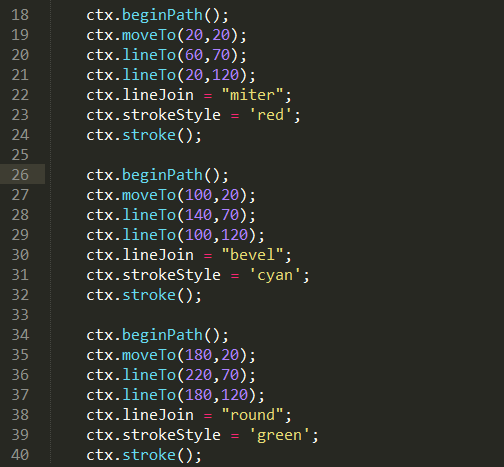 18 ctx.beginPath();
19 ctx.moveTo(20,20);
20 ctx.lineTo(60,70);
21 ctx.lineTo(20,120);
22 ctx.lineJoin = "miter";
23 ctx.strokeStyle = 'red';
24 ctx.stroke();
25
26 ctx.beginPath();
27 ctx.moveTo(100,20);
28 ctx.lineTo(140,70);
29 ctx.lineTo(100,120);
30 ctx.lineJoin = "bevel";
31 ctx.strokeStyle = 'cyan';
32 ctx.stroke();
33
34 ctx.beginPath();
35 ctx.moveTo(180,20);
36 ctx.lineTo(220,70);
37 ctx.lineTo(180,120);
38 ctx.lineJoin = "round";
39 ctx.strokeStyle = 'green';
40 ctx.stroke();